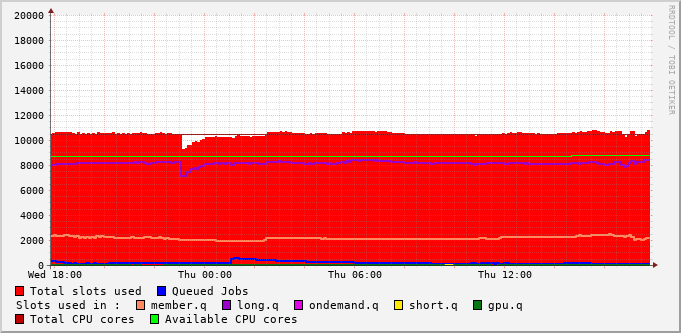 20000
18000
16000
14000
12000
10000
8000
6000
4000
2000
0
Wed 18:00 Thu 00:00 Thu 06:00 Thu 12:00
Total slots used Queued Jobs
Slots used in : member.q long.q ondemand.q short.q gpu.q
Total CPU cores Available CPU cores
RRDTOOL / TOBI OETIKER